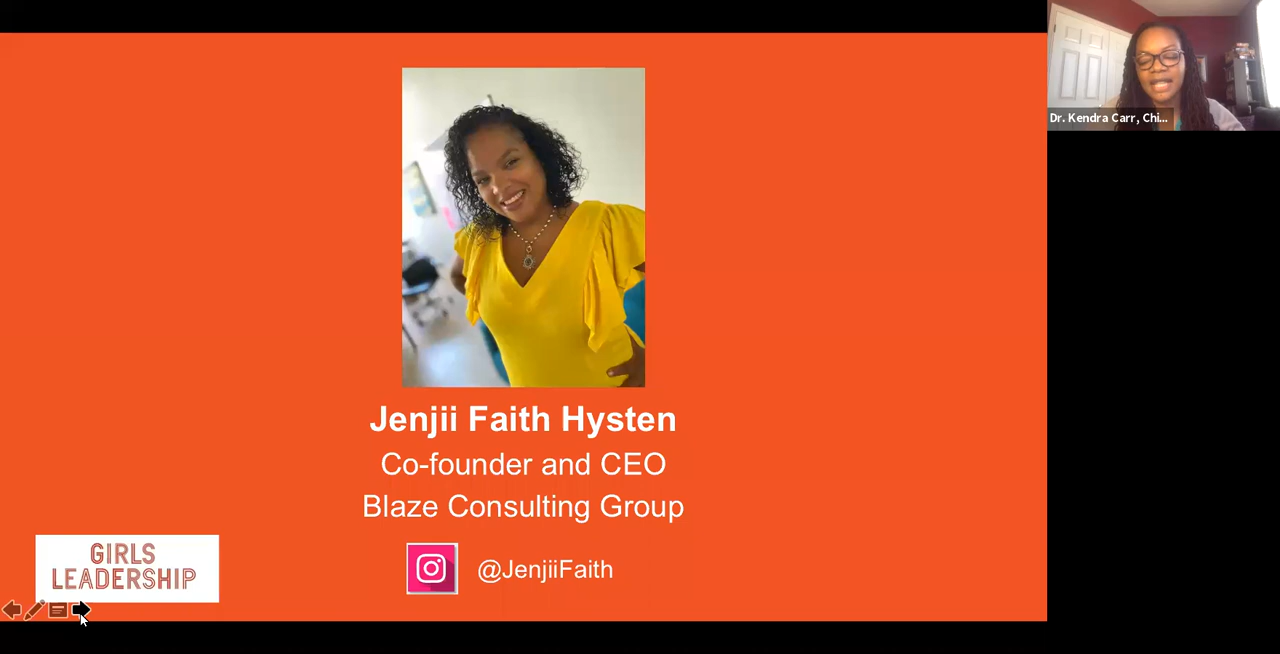 Dr. Kendra Carr, Chi...
Jenjii Faith Hysten
Co-founder and CEO
Blaze Consulting Group
@JenjiiFaith
GIRLS
LEADERSHIP